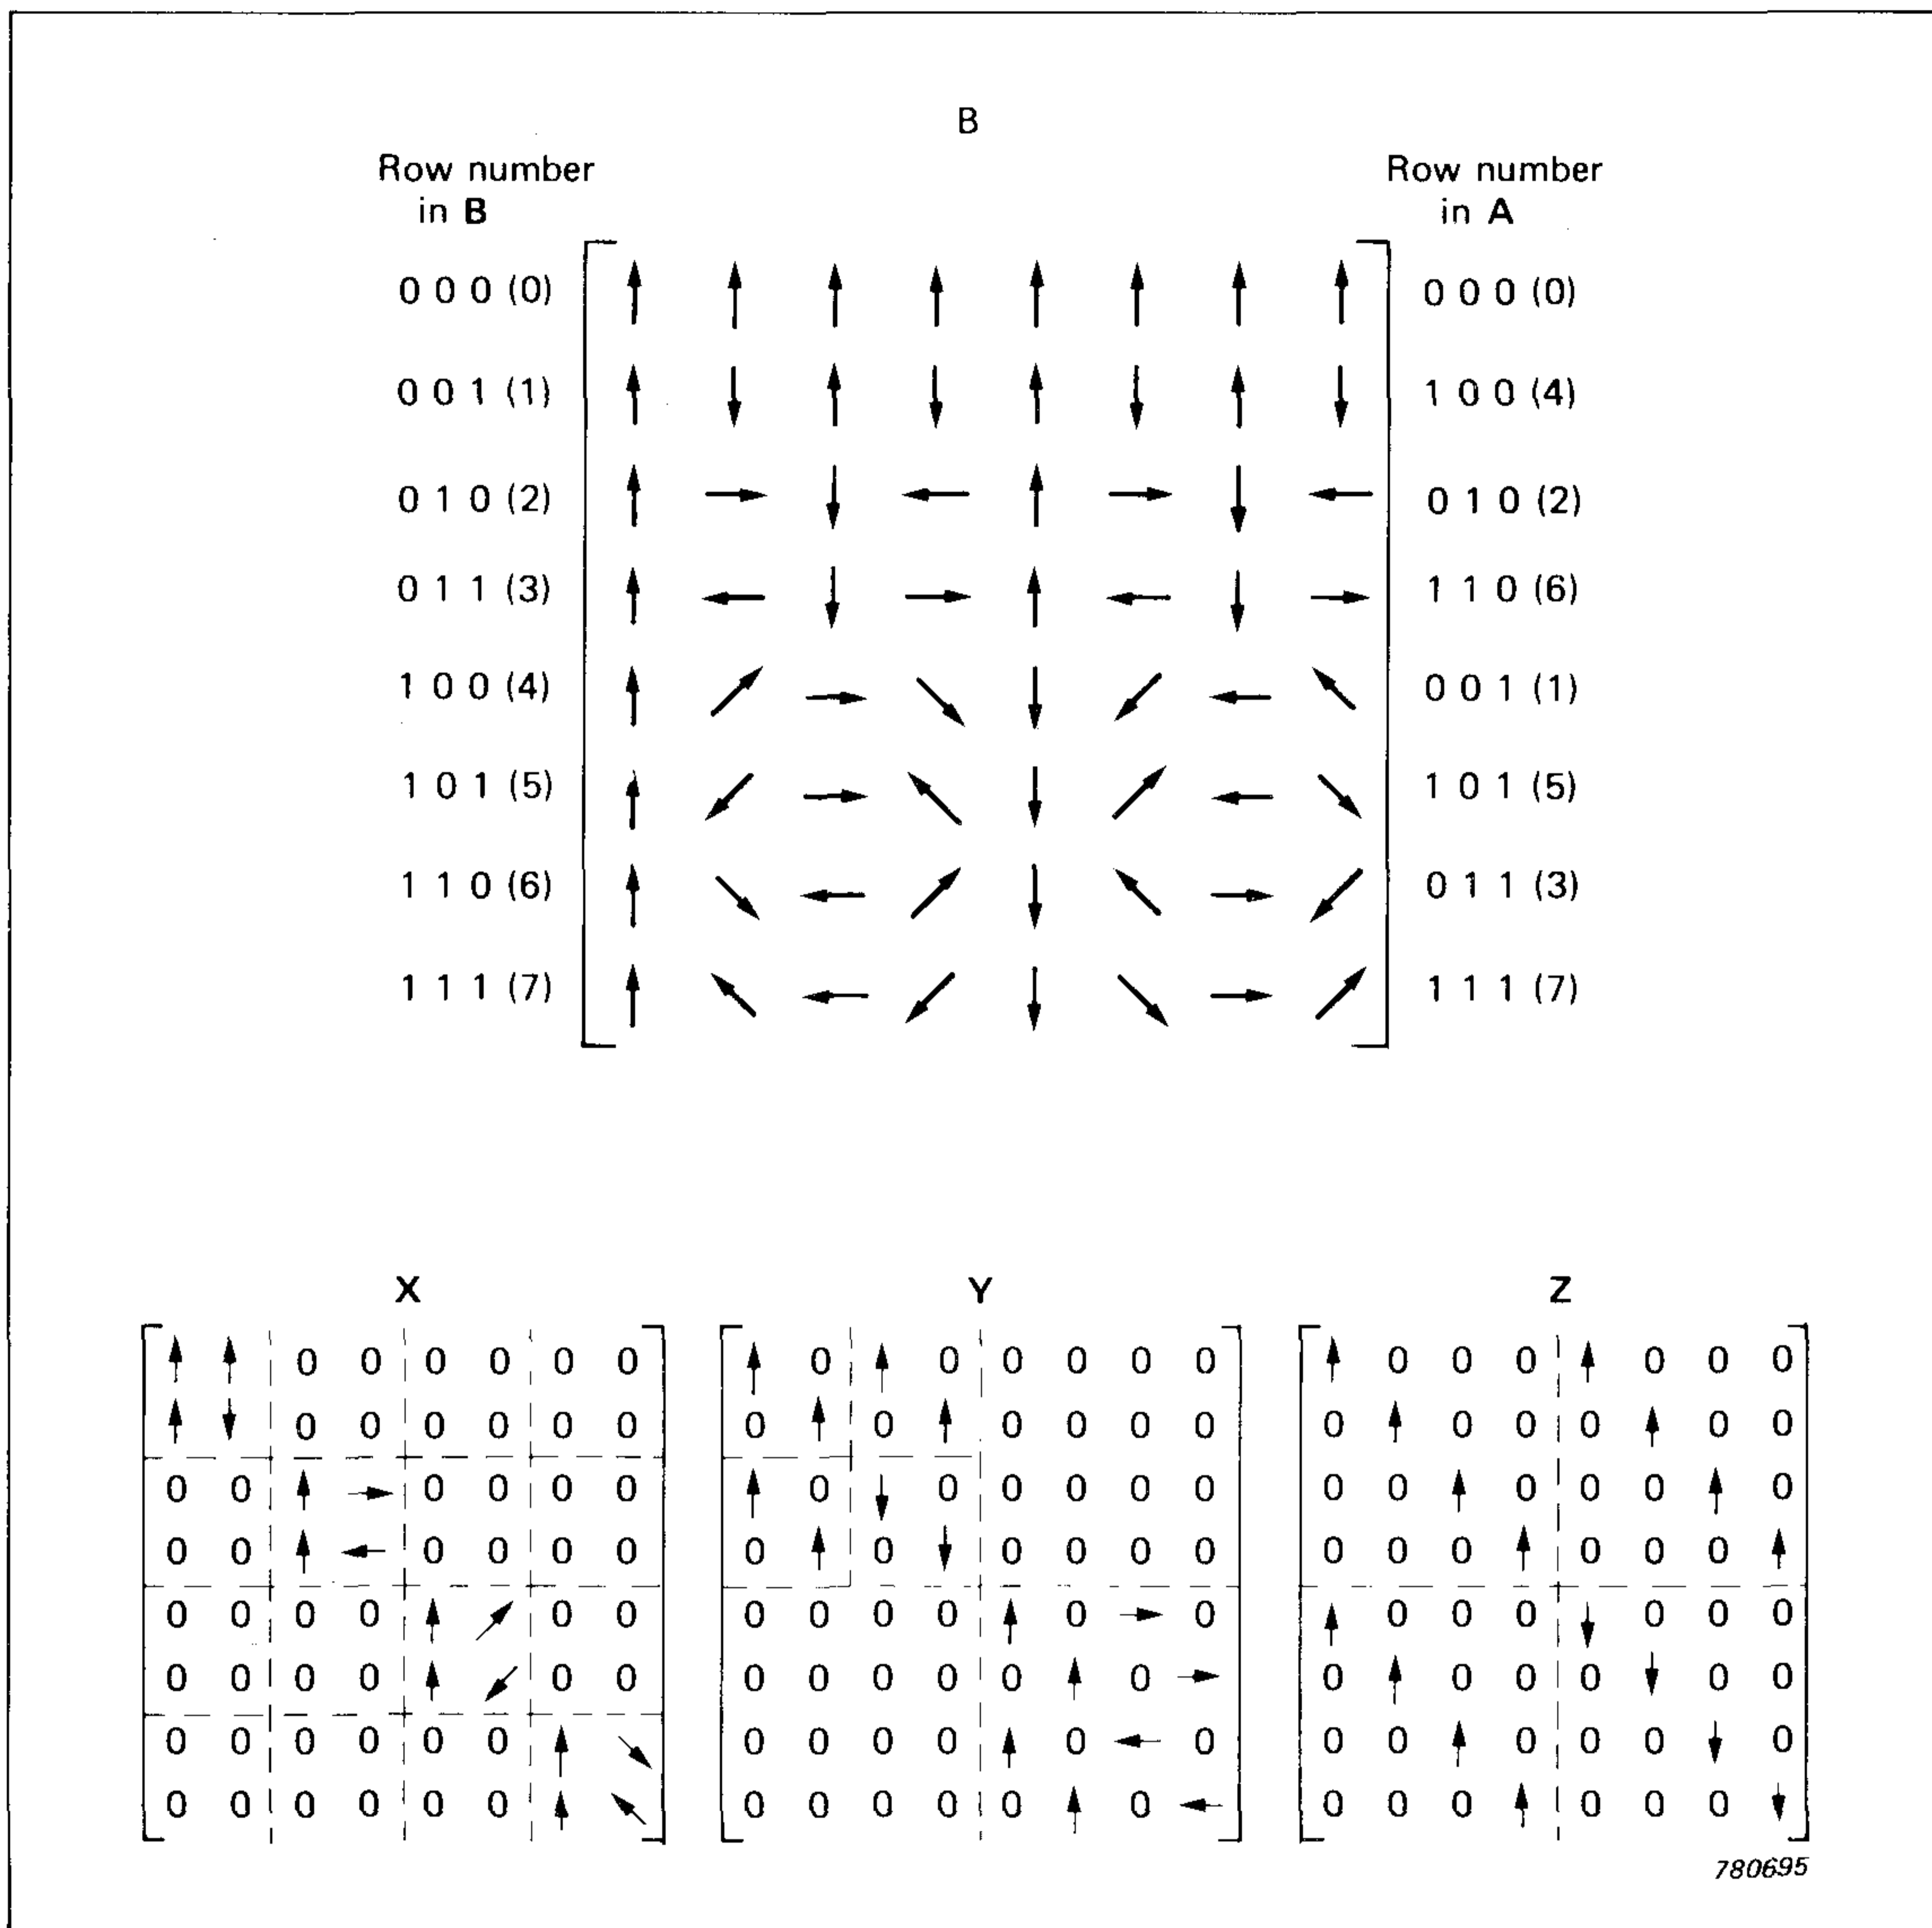 B
Row number in B
Row number in A
0 0 0 (0) ↑ ↑ ↑ ↑ ↑ ↑ ↑ ↑ 0 0 0 (0)
0 0 1 (1) ↑ ↓ ↑ ↓ ↑ ↓ ↑ ↓ 1 0 0 (4)
0 1 0 (2) ↑ → ↓ ← ↑ → ↓ ← 0 1 0 (2)
0 1 1 (3) ↑ ← ↓ → ↑ ← ↓ → 1 1 0 (6)
1 0 0 (4) ↑ ↗ → ↘ ↓ ↙ ← ↖ 0 0 1 (1)
1 0 1 (5) ↑ ↙ → ↖ ↓ ↗ ← ↘ 1 0 1 (5)
1 1 0 (6) ↑ ↘ ← ↗ ↓ ↖ → ↙ 0 1 1 (3)
1 1 1 (7) ↑ ↖ ← ↙ ↓ ↘ → ↗ 1 1 1 (7)
X
↑ ↑ 0 0 0 0 0 0
↑ ↓ 0 0 0 0 0 0
0 0 ↑ → 0 0 0 0
0 0 ↑ ← 0 0 0 0
0 0 0 0 ↑ ↗ 0 0
0 0 0 0 ↑ ↙ 0 0
0 0 0 0 0 0 ↑ ↘
0 0 0 0 0 0 ↑ ↖
Y
↑ 0 ↑ 0 0 0 0 0
0 ↑ 0 ↑ 0 0 0 0
↑ 0 ↓ 0 0 0 0 0
0 ↑ 0 ↓ 0 0 0 0
0 0 0 0 ↑ 0 → 0
0 0 0 0 0 ↑ 0 →
0 0 0 0 ↑ 0 ← 0
0 0 0 0 0 ↑ 0 ←
Z
↑ 0 0 0 ↑ 0 0 0
0 ↑ 0 0 0 ↑ 0 0
0 0 ↑ 0 0 0 ↑ 0
0 0 0 ↑ 0 0 0 ↑
↑ 0 0 0 ↓ 0 0 0
0 ↑ 0 0 0 ↓ 0 0
0 0 ↑ 0 0 0 ↓ 0
0 0 0 ↑ 0 0 0 ↓
780695